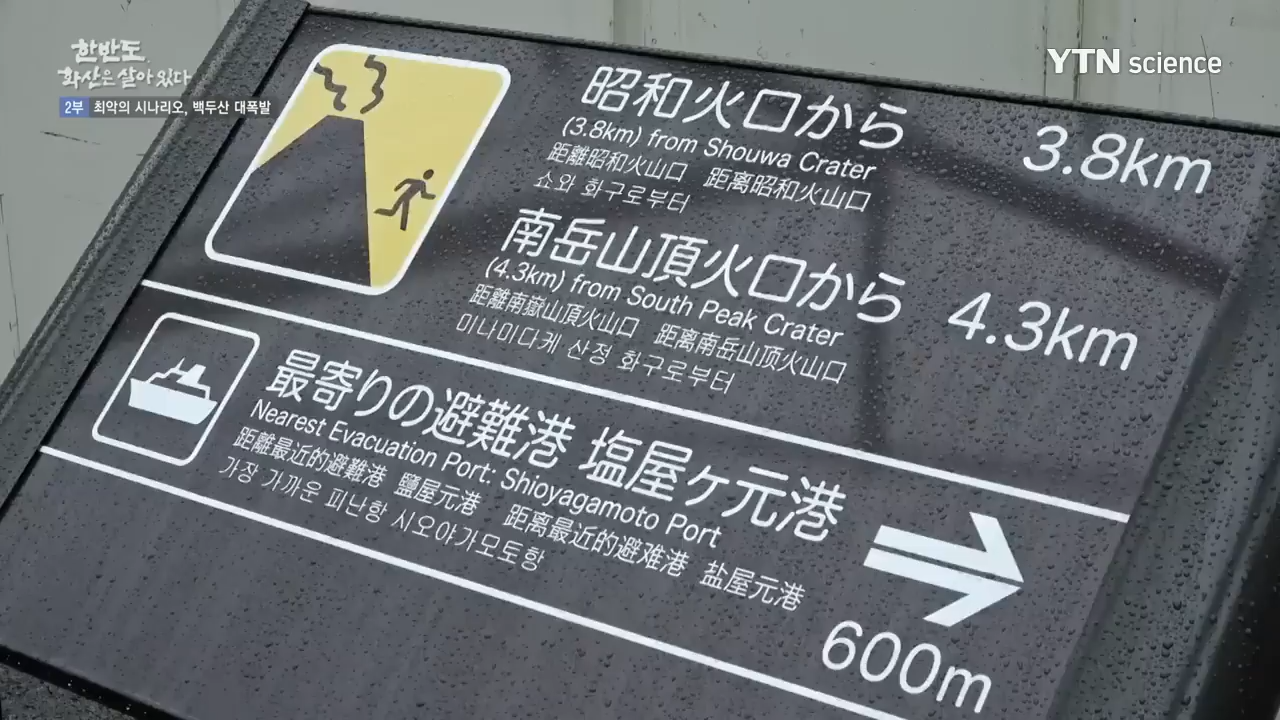 한반도,
화산은 살아 있다
2부 최악의 시나리오, 백두산 대폭발
YTN science
昭和火口から 3.8km
(3.8km) from Shouwa Crater
距離昭和火山口 距离昭和火山口
쇼와 화구로부터
南岳山頂火口から 4.3km
(4.3km) from South Peak Crater
距離南嶽山頂火山口 距离南岳山顶火山口
미나미다케 산정 화구로부터
最寄りの避難港 塩屋ヶ元港
Nearest Evacuation Port: Shioyagamoto Port
距離最近的避難港 鹽屋元港 距离最近的避难港 盐屋元港
가장 가까운 피난항 시오야가모토항
600m